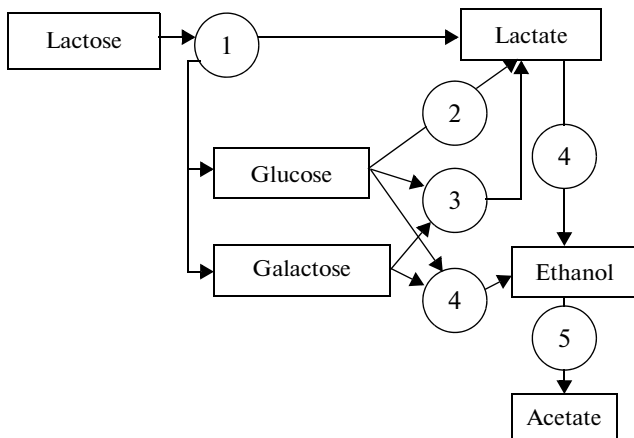 Lactose
1
Lactate
2
4
Glucose
3
Galactose
4
Ethanol
5
Acetate